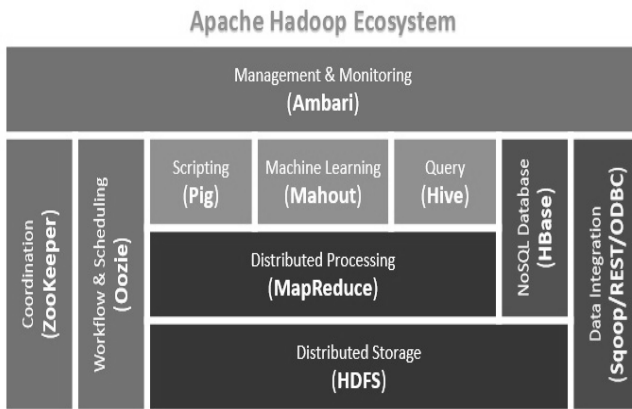 Apache Hadoop Ecosystem
Management & Monitoring
(Ambari)
Coordination
(ZooKeeper)
Workflow & Scheduling
(Oozie)
Scripting
(Pig)
Machine Learning
(Mahout)
Query
(Hive)
NoSQL Database
(HBase)
Data Integration
(Sqoop/REST/ODBC)
Distributed Processing
(MapReduce)
Distributed Storage
(HDFS)